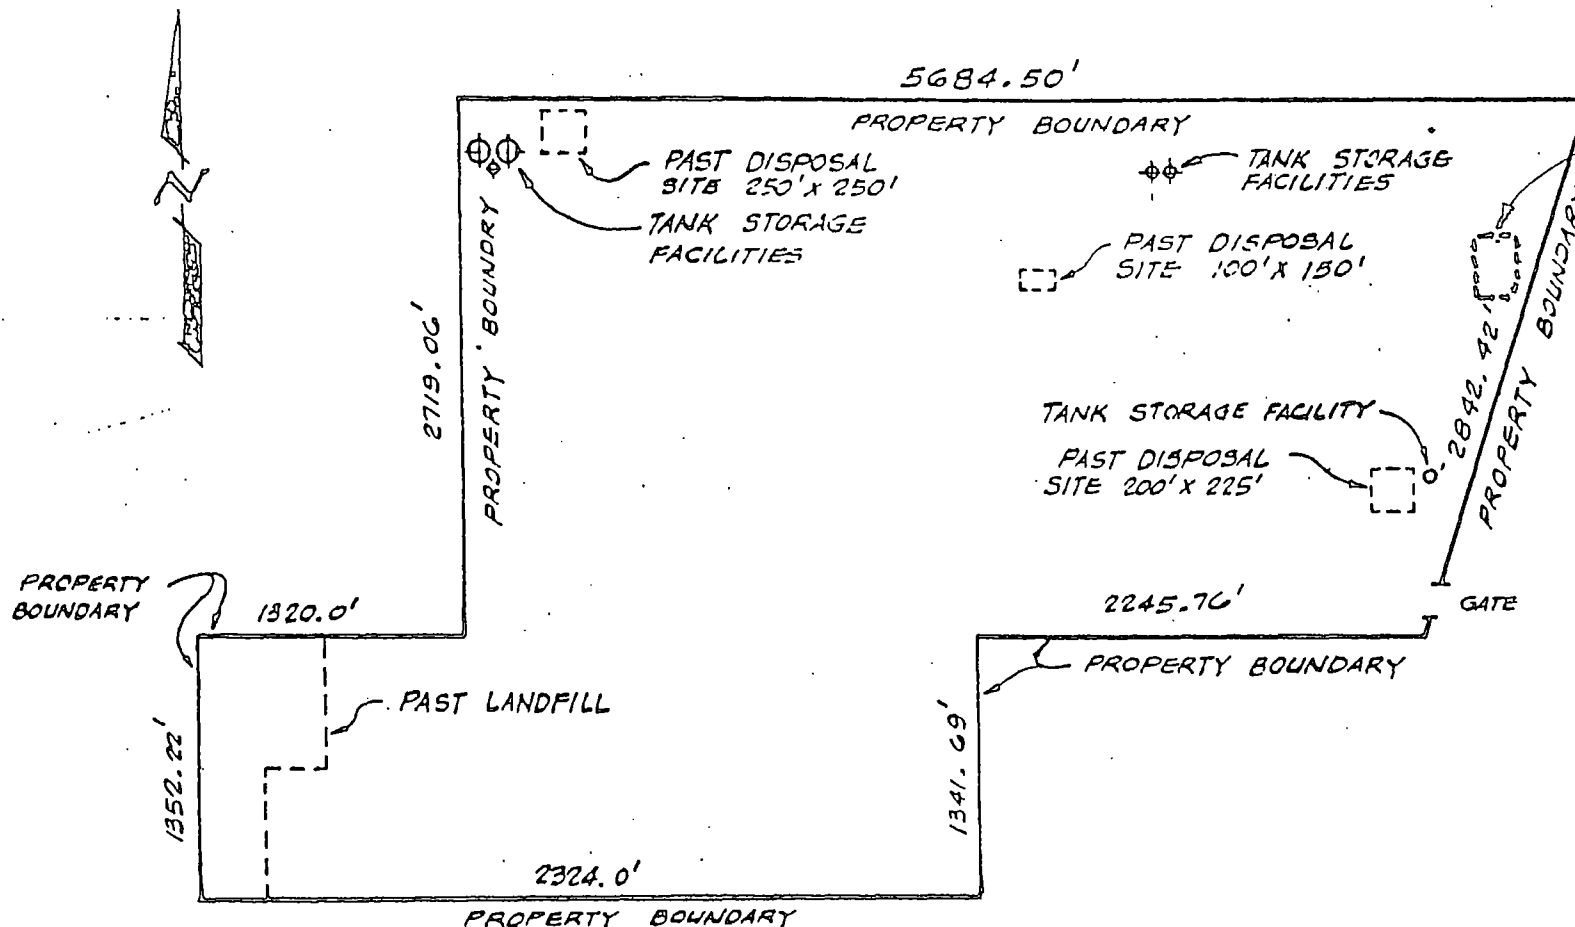 5684.50'
PROPERTY BOUNDARY
PAST DISPOSAL
SITE 250' X 250'
TANK STORAGE
FACILITIES
TANK STORAGE
FACILITIES
PAST DISPOSAL
SITE 100' X 150'
N
2719.06'
PROPERTY BOUNDRY
2842.42'
PROPERTY BOUNDARY
TANK STORAGE FACILITY
PAST DISPOSAL
SITE 200' X 225'
PROPERTY
BOUNDARY
1320.0'
2245.76'
GATE
PROPERTY BOUNDARY
PAST LANDFILL
1352.22'
1341.69'
2324.0'
PROPERTY BOUNDARY